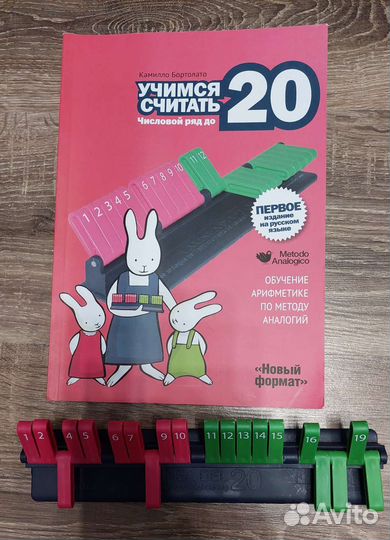 Камилло Бортолато
УЧИМСЯ
СЧИТАТЬ
20
Числовой ряд до
1 2 3 4 5 6 7 8 9 10 11 12
ПЕРВОЕ
издание
на русском
языке
Metodo
Analogico
ОБУЧЕНИЕ
АРИФМЕТИКЕ
ПО МЕТОДУ
АНАЛОГИЙ
«Новый
формат»
1 2 4 5 6 7 9 10 11 12 13 14 15 16 19
20
Avito